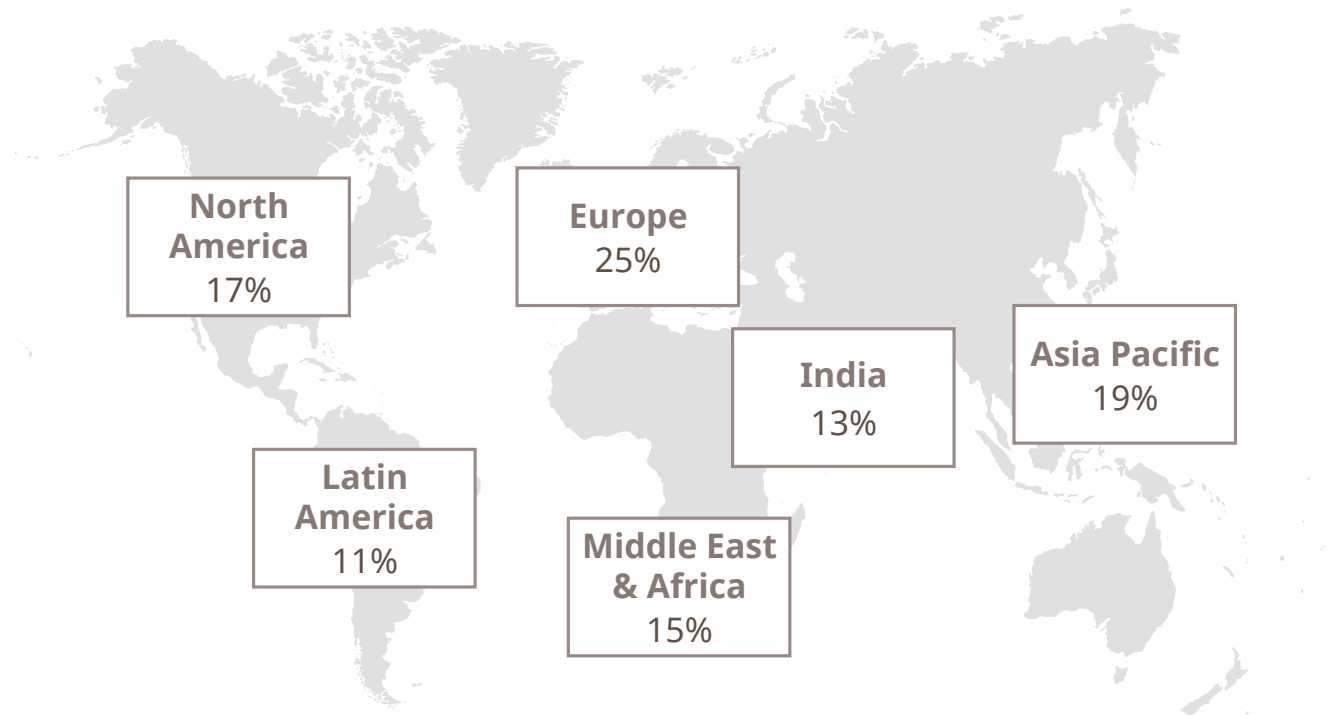 North
America
17%
Europe
25%
India
13%
Asia Pacific
19%
Latin
America
11%
Middle East
& Africa
15%